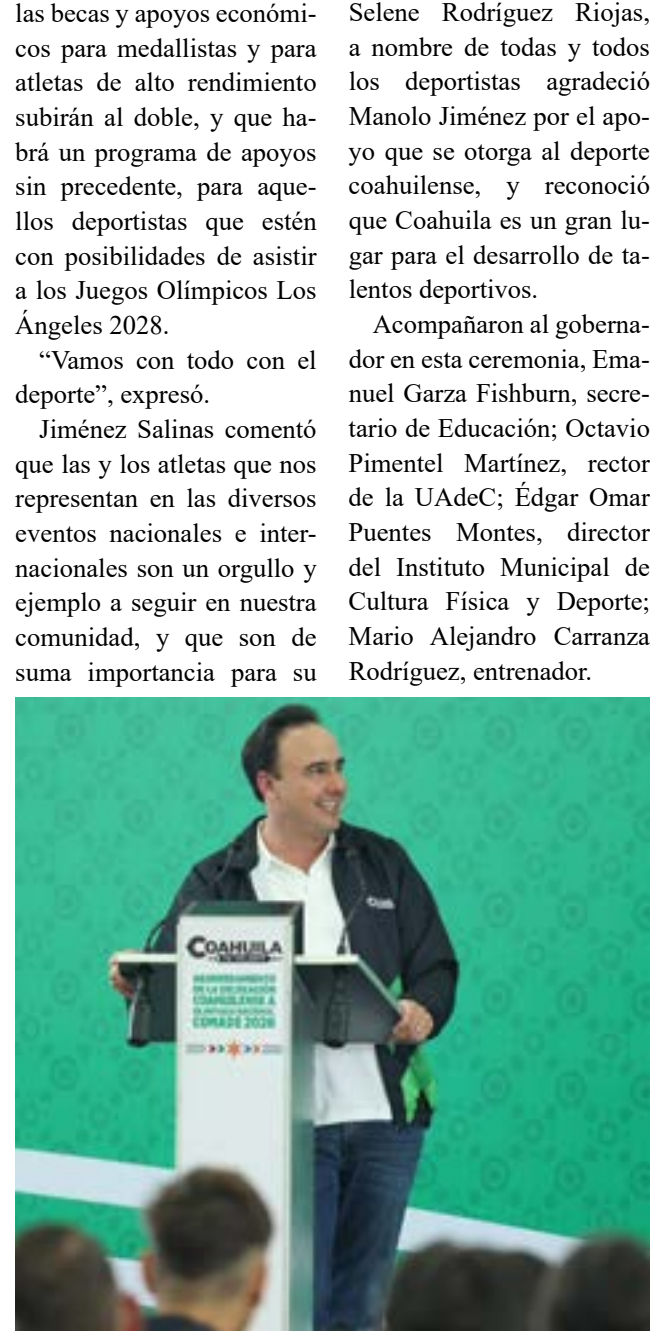 las becas y apoyos económi-
cos para medallistas y para
atletas de alto rendimiento
subirán al doble, y que ha-
brá un programa de apoyos
sin precedente, para aque-
llos deportistas que estén
con posibilidades de asistir
a los Juegos Olímpicos Los
Ángeles 2028.
“Vamos con todo con el
deporte”, expresó.
Jiménez Salinas comentó
que las y los atletas que nos
representan en las diversos
eventos nacionales e inter-
nacionales son un orgullo y
ejemplo a seguir en nuestra
comunidad, y que son de
suma importancia para su
Selene Rodríguez Riojas,
a nombre de todas y todos
los deportistas agradeció
Manolo Jiménez por el apo-
yo que se otorga al deporte
coahuilense, y reconoció
que Coahuila es un gran lu-
gar para el desarrollo de ta-
lentos deportivos.
Acompañaron al goberna-
dor en esta ceremonia, Ema-
nuel Garza Fishburn, secre-
tario de Educación; Octavio
Pimentel Martínez, rector
de la UAdeC; Édgar Omar
Puentes Montes, director
del Instituto Municipal de
Cultura Física y Deporte;
Mario Alejandro Carranza
Rodríguez, entrenador.
COAHUILA
DE LA DELEGACIÓN
COAHUILENSE A